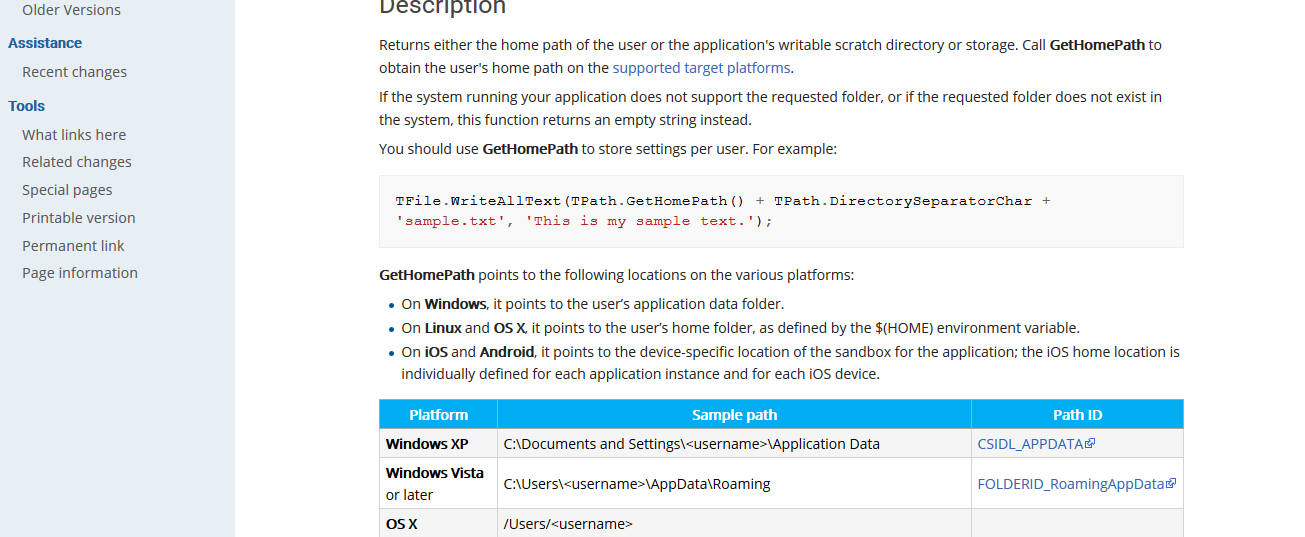 Older Versions
Assistance
Recent changes
Tools
What links here
Related changes
Special pages
Printable version
Permanent link
Page information
Description
Returns either the home path of the user or the application's writable scratch directory or storage. Call GetHomePath to
obtain the user's home path on the supported target platforms.
If the system running your application does not support the requested folder, or if the requested folder does not exist in
the system, this function returns an empty string instead.
You should use GetHomePath to store settings per user. For example:
TFile.WriteAllText(TPath.GetHomePath() + TPath.DirectorySeparatorChar +
'sample.txt', 'This is my sample text.');
GetHomePath points to the following locations on the various platforms:
• On Windows, it points to the user’s application data folder.
• On Linux and OS X, it points to the user’s home folder, as defined by the $(HOME) environment variable.
• On iOS and Android, it points to the device-specific location of the sandbox for the application; the iOS home location is
individually defined for each application instance and for each iOS device.
Platform Sample path Path ID
Windows XP C:\Documents and Settings\<username>\Application Data CSIDL_APPDATA
Windows Vista
or later C:\Users\<username>\AppData\Roaming FOLDERID_RoamingAppData
OS X /Users/<username>